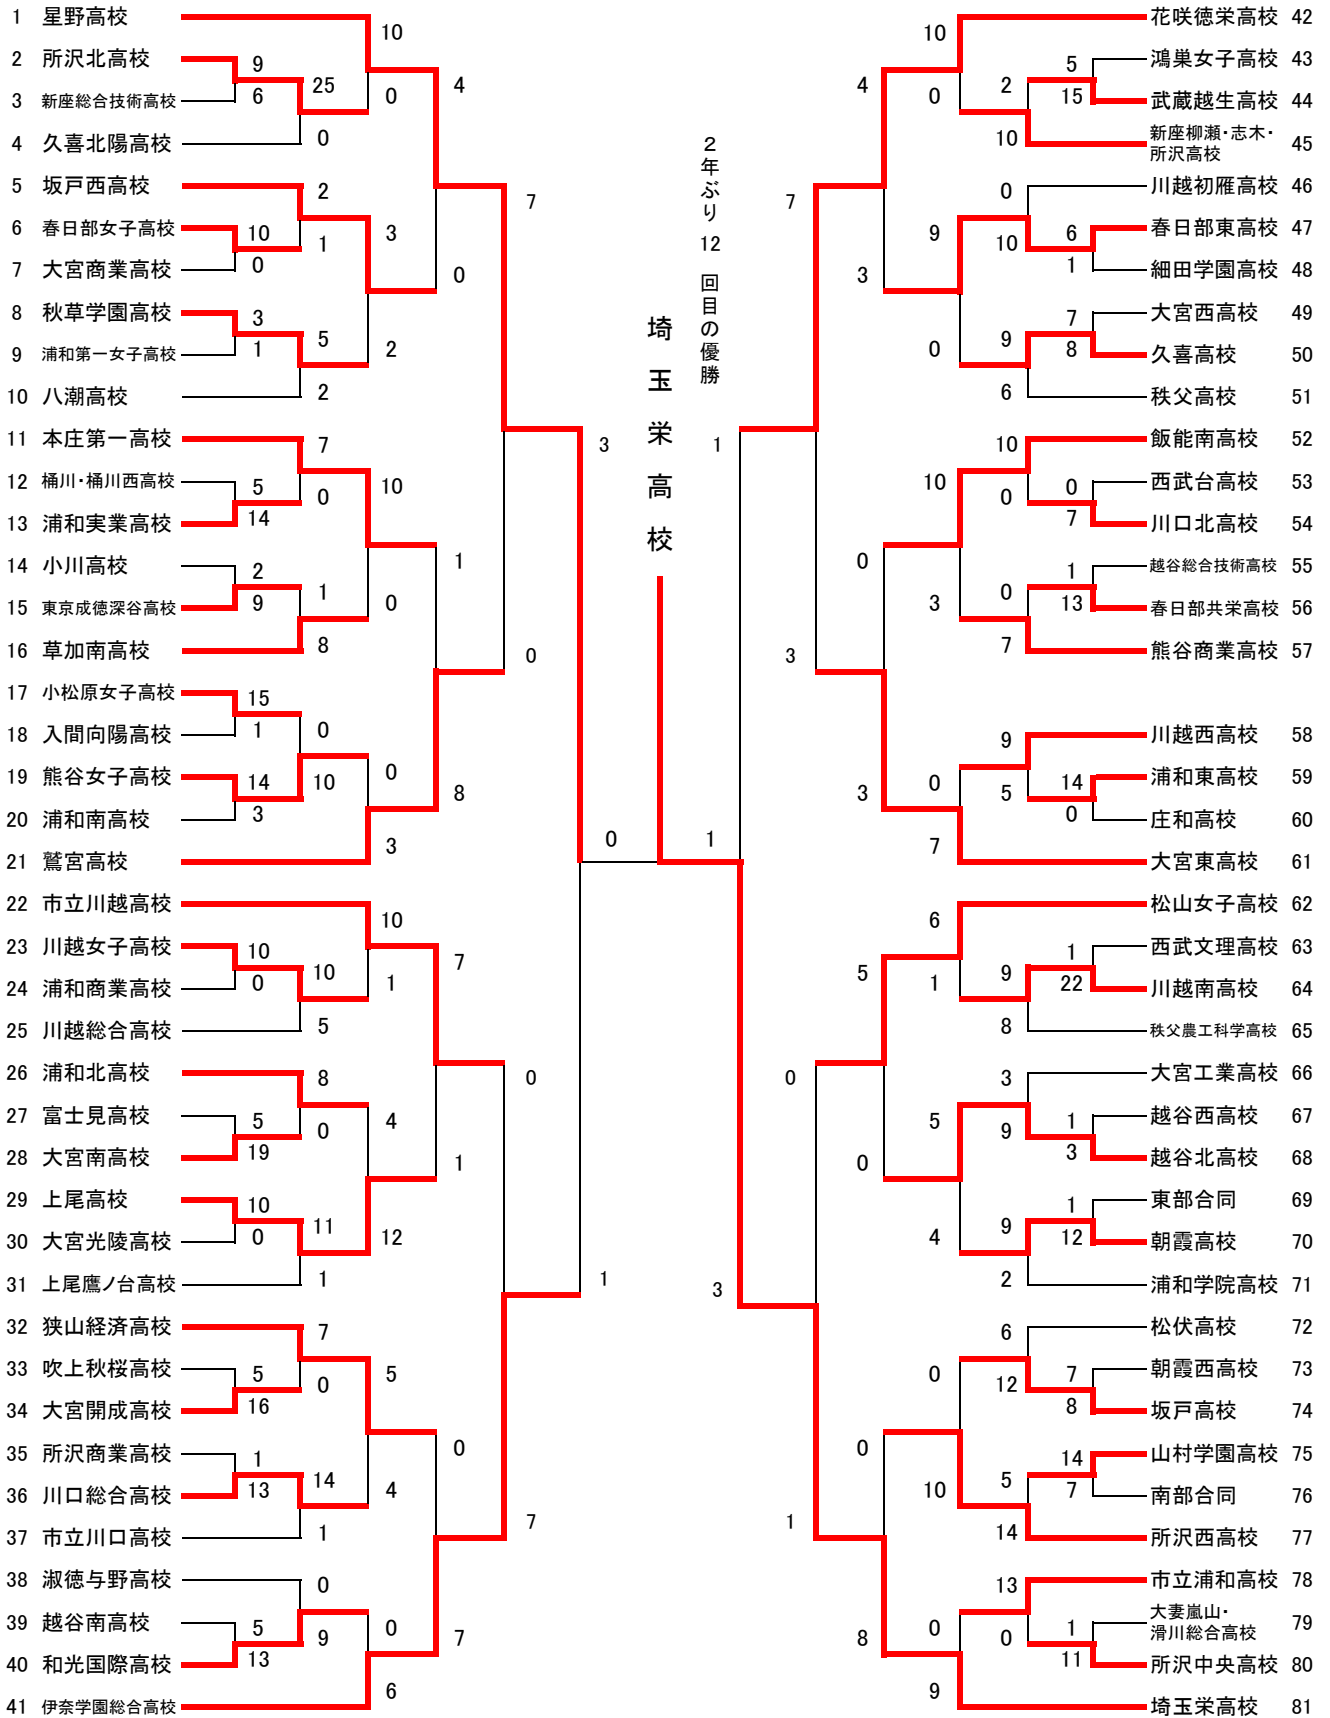 1 星野高校
2 所沢北高校
3 新座総合技術高校
4 久喜北陽高校
5 坂戸西高校
6 春日部女子高校
7 大宮商業高校
8 秋草学園高校
9 浦和第一女子高校
10 八潮高校
11 本庄第一高校
12 桶川・桶川西高校
13 浦和実業高校
14 小川高校
15 東京成徳深谷高校
16 草加南高校
17 小松原女子高校
18 入間向陽高校
19 熊谷女子高校
20 浦和南高校
21 鷲宮高校
22 市立川越高校
23 川越女子高校
24 浦和商業高校
25 川越総合高校
26 浦和北高校
27 富士見高校
28 大宮南高校
29 上尾高校
30 大宮光陵高校
31 上尾鷹ノ台高校
32 狭山経済高校
33 吹上秋桜高校
34 大宮開成高校
35 所沢商業高校
36 川口総合高校
37 市立川口高校
38 淑徳与野高校
39 越谷南高校
40 和光国際高校
41 伊奈学園総合高校
9
6
10
0
3
1
5
14
2
9
15
1
14
3
10
0
5
19
10
0
5
16
1
13
5
13
25
0
2
1
5
2
7
0
1
8
0
10
10
5
8
0
11
1
7
0
14
1
0
9
10
0
3
2
10
0
0
3
10
1
4
12
5
4
0
6
4
0
1
8
7
1
0
7
7
0
0
7
3
1
0
2年ぶり12回目の優勝
埼玉栄高校
1
1
3
7
3
0
1
4
3
0
3
5
0
0
8
10
0
9
0
10
3
0
7
6
1
5
4
0
10
0
9
2
10
0
10
9
6
10
0
0
7
9
5
9
8
3
9
9
2
6
12
5
14
13
0
5
15
6
1
7
8
0
7
1
13
14
0
1
22
1
3
1
12
7
8
14
7
1
11
花咲徳栄高校 42
鴻巣女子高校 43
武蔵越生高校 44
新座柳瀬・志木・
所沢高校 45
川越初雁高校 46
春日部東高校 47
細田学園高校 48
大宮西高校 49
久喜高校 50
秩父高校 51
飯能南高校 52
西武台高校 53
川口北高校 54
越谷総合技術高校 55
春日部共栄高校 56
熊谷商業高校 57
川越西高校 58
浦和東高校 59
庄和高校 60
大宮東高校 61
松山女子高校 62
西武文理高校 63
川越南高校 64
秩父農工科学高校 65
大宮工業高校 66
越谷西高校 67
越谷北高校 68
東部合同 69
朝霞高校 70
浦和学院高校 71
松伏高校 72
朝霞西高校 73
坂戸高校 74
山村学園高校 75
南部合同 76
所沢西高校 77
市立浦和高校 78
大妻嵐山・
滑川総合高校 79
所沢中央高校 80
埼玉栄高校 81